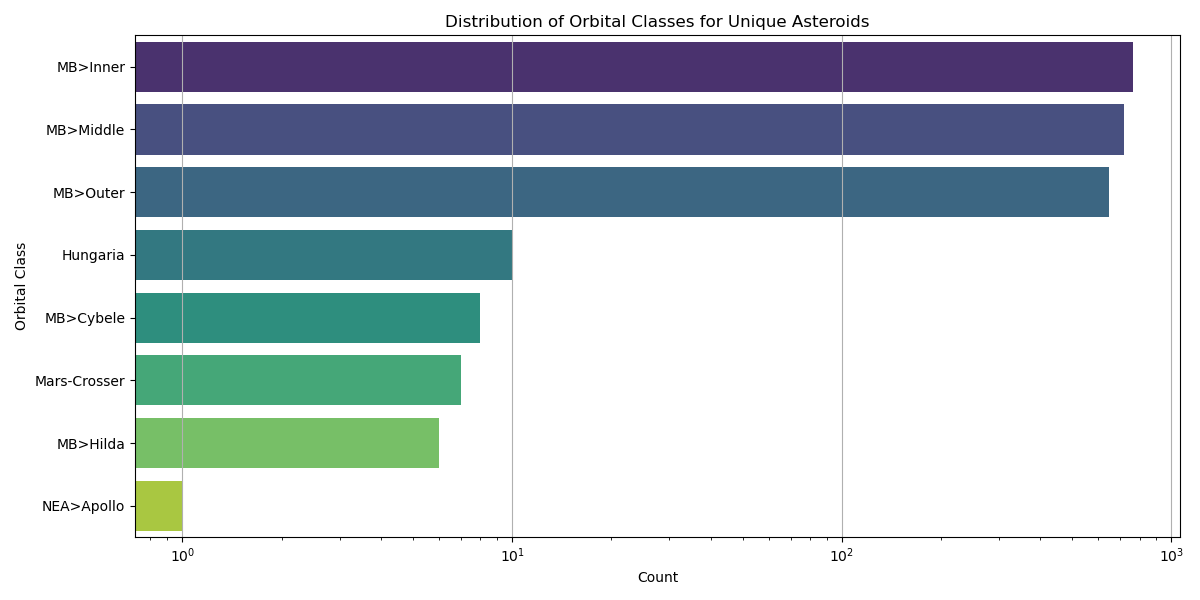 Distribution of Orbital Classes for Unique Asteroids
Orbital Class
MB>Inner
MB>Middle
MB>Outer
Hungaria
MB>Cybele
Mars-Crosser
MB>Hilda
NEA>Apollo
10⁰ 10¹ 10² 10³
Count